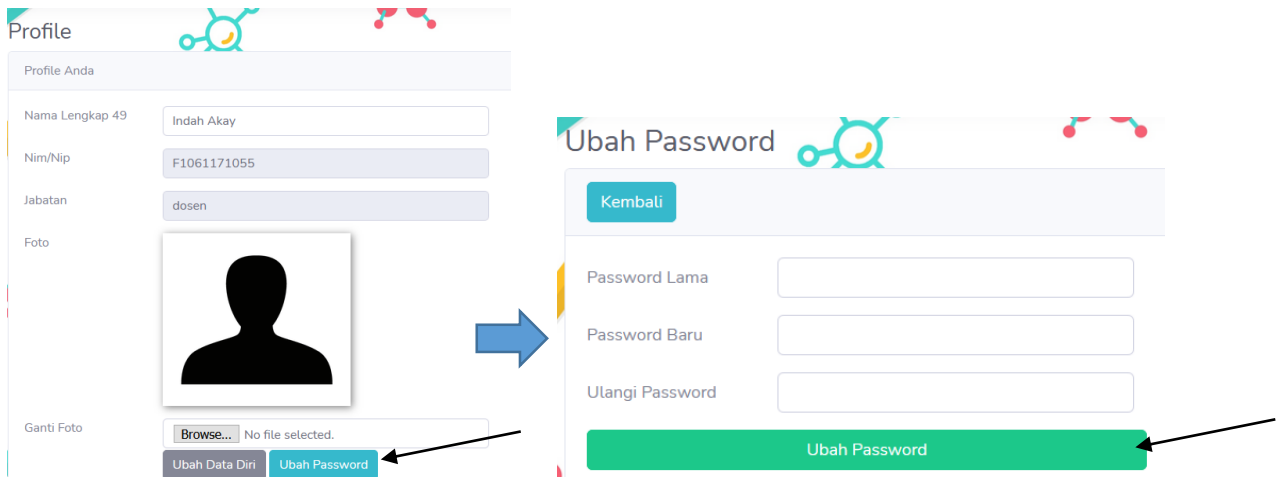 Profile
Profile Anda
Nama Lengkap 49
Indah Akay
Nim/Nip
F1061171055
Jabatan
dosen
Foto
Ganti Foto
Browse... No file selected.
Ubah Data Diri
Ubah Password
Ubah Password
Kembali
Password Lama
Password Baru
Ulangi Password
Ubah Password